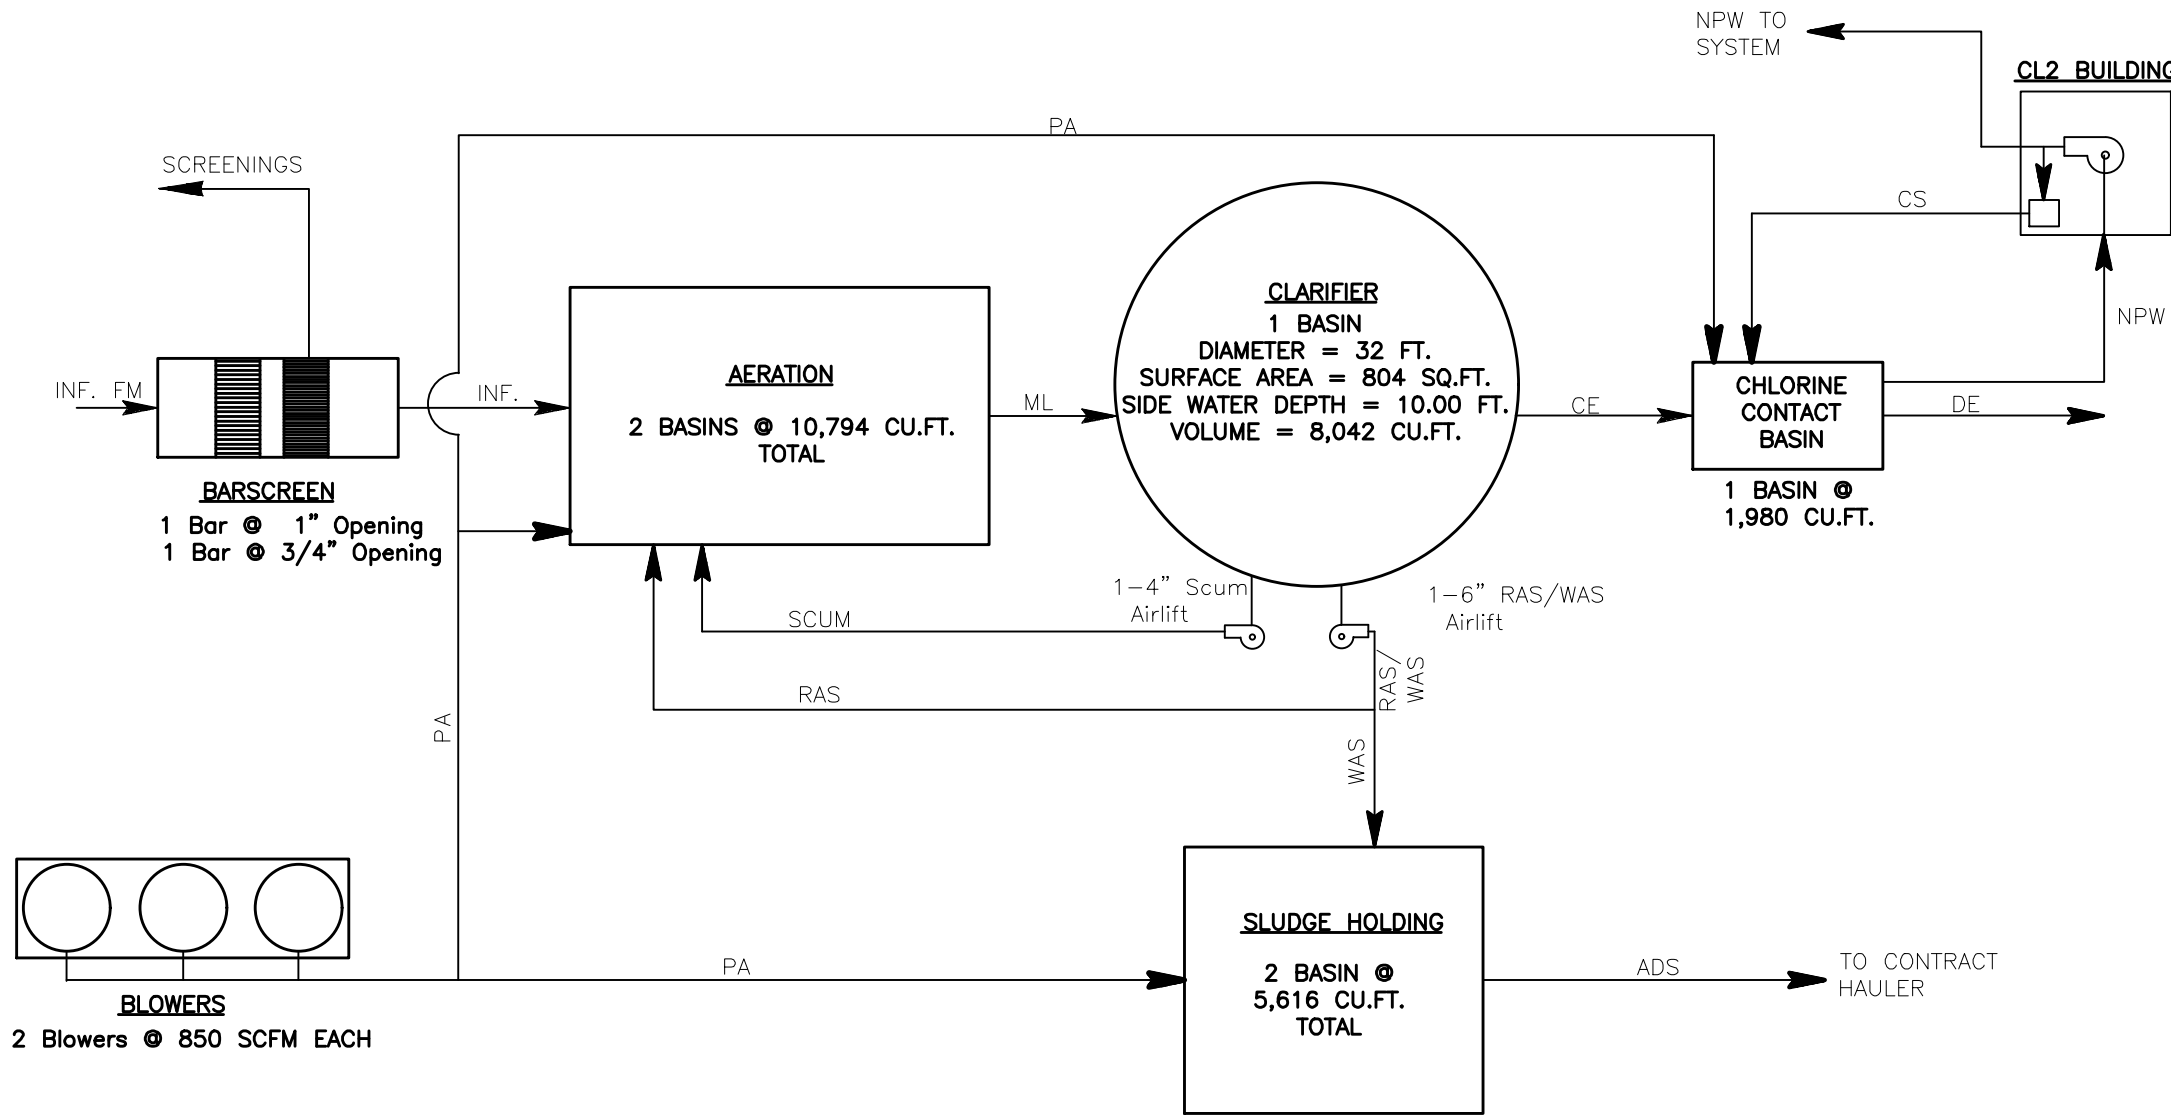 NPW TO
SYSTEM
CL2 BUILDING
PA
SCREENINGS
CS
NPW
INF. FM
INF.
AERATION
2 BASINS @ 10,794 CU.FT.
TOTAL
ML
CLARIFIER
1 BASIN
DIAMETER = 32 FT.
SURFACE AREA = 804 SQ.FT.
SIDE WATER DEPTH = 10.00 FT.
VOLUME = 8,042 CU.FT.
CE
CHLORINE
CONTACT
BASIN
DE
1 BASIN @
1,980 CU.FT.
BARSCREEN
1 Bar @ 1" Opening
1 Bar @ 3/4" Opening
1-4" Scum
Airlift
1-6" RAS/WAS
Airlift
SCUM
RAS/
WAS
RAS
PA
WAS
BLOWERS
2 Blowers @ 850 SCFM EACH
PA
SLUDGE HOLDING
2 BASIN @
5,616 CU.FT.
TOTAL
ADS
TO CONTRACT
HAULER